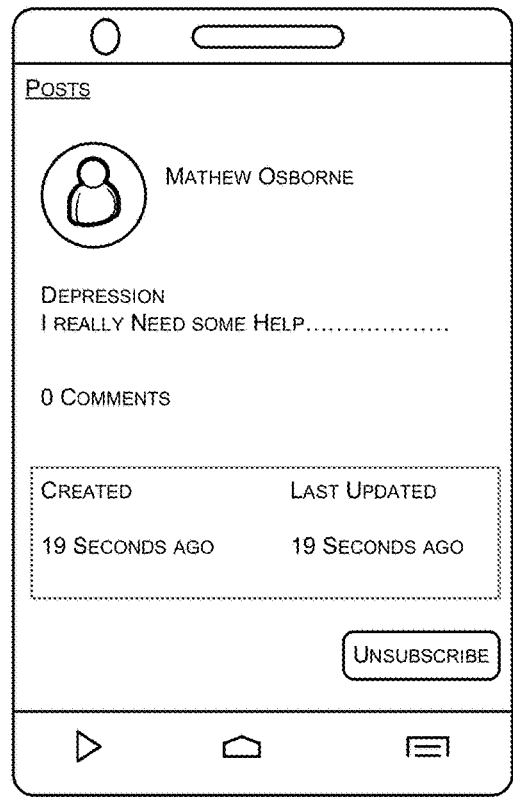 POSTS
MATHEW OSBORNE
DEPRESSION
I REALLY NEED SOME HELP...................
0 COMMENTS
CREATED LAST UPDATED
19 SECONDS AGO 19 SECONDS AGO
UNSUBSCRIBE